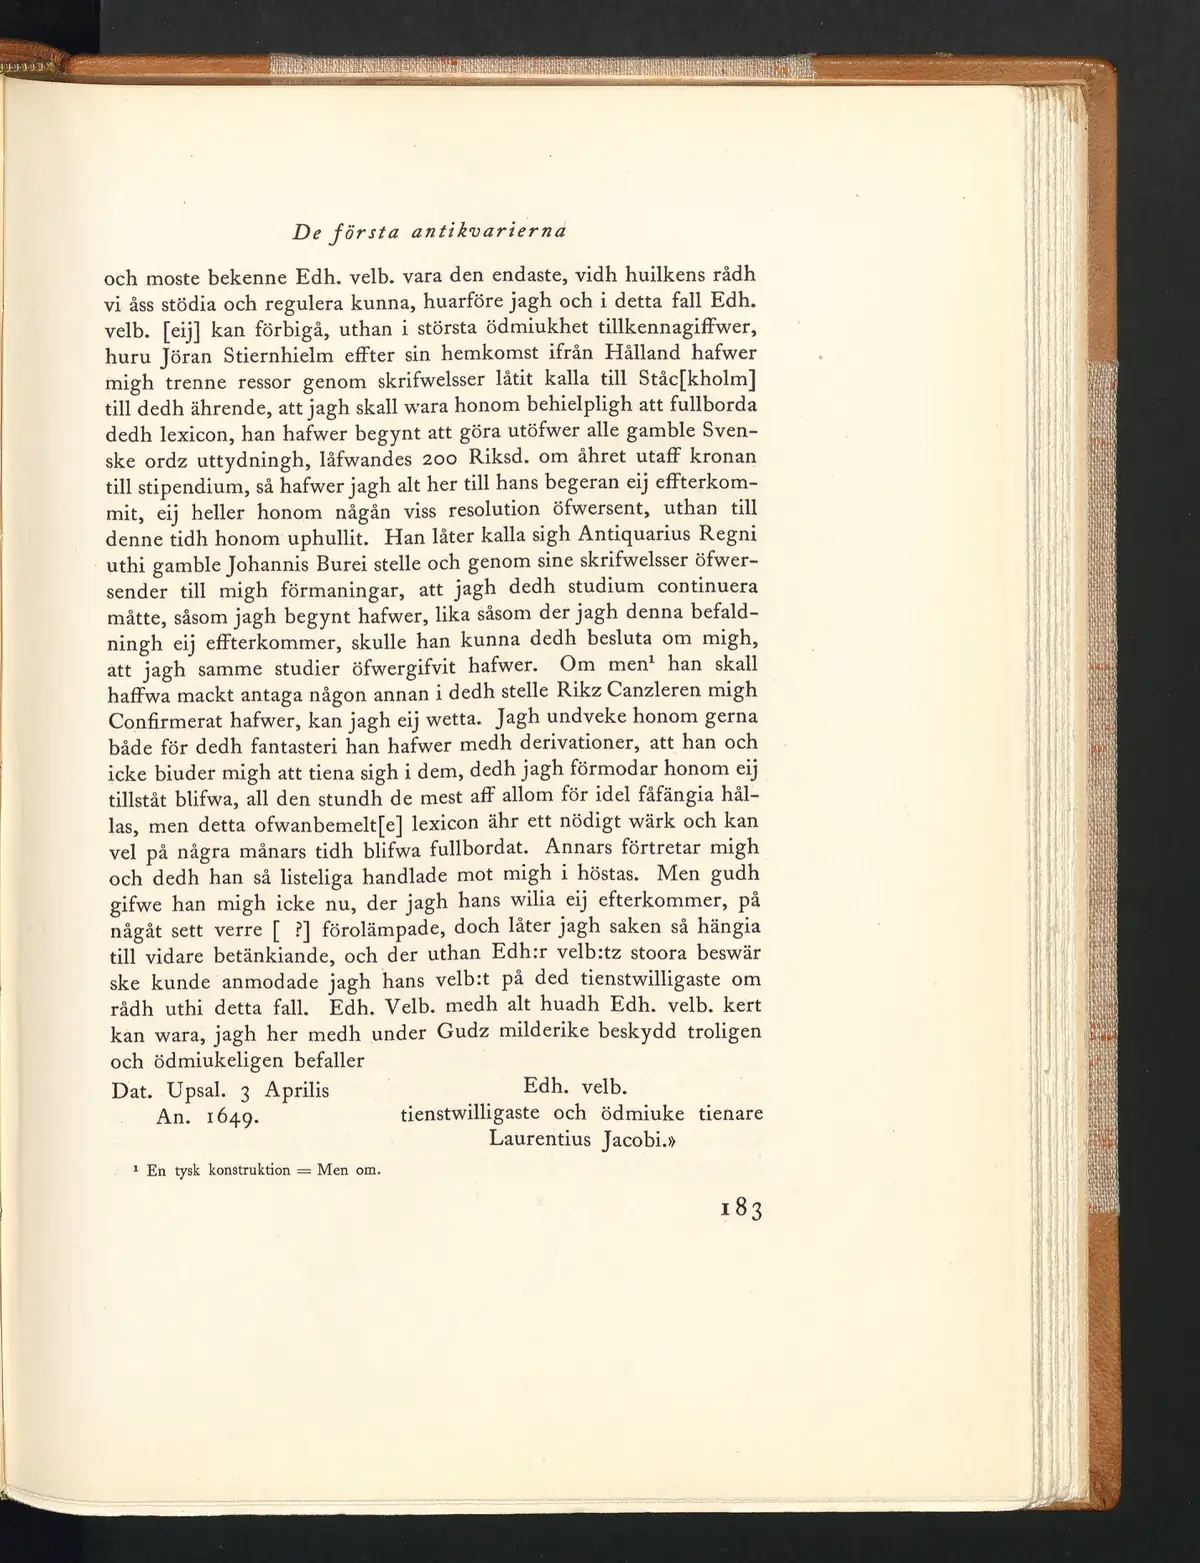 De första antikvarierna
och moste bekenne Edh. velb. vara den endaste, vidh huilkens rådh
vi åss stödia och regulera kunna, huarföre jagh och i detta fall Edh.
velb. [eij] kan förbigå, uthan i största ödmiukhet tillkennagiffwer,
huru Jöran Stiernhielm effter sin hemkomst ifrån Hålland hafwer
migh trenne ressor genom skrifwelsser låtit kalla till Ståc[kholm]
till dedh ährende, att jagh skall wara honom behielpligh att fullborda
dedh lexicon, han hafwer begynt att göra utöfwer alle gamble Sven-
ske ordz uttydningh, låfwandes 200 Riksd. om åhret utaff kronan
till stipendium, så hafwer jagh alt her till hans begeran eij effterkom-
mit, eij heller honom någån viss resolution öfwersent, uthan till
denne tidh honom uphullit. Han låter kalla sigh Antiquarius Regni
uthi gamble Johannis Burei stelle och genom sine skrifwelsser öfwer-
sender till migh förmaningar, att jagh dedh studium continuera
måtte, såsom jagh begynt hafwer, lika såsom der jagh denna befald-
ningh eij effterkommer, skulle han kunna dedh besluta om migh,
att jagh samme studier öfwergifvit hafwer. Om men¹ han skall
haffwa mackt antaga någon annan i dedh stelle Rikz Canzleren migh
Confirmerat hafwer, kan jagh eij wetta. Jagh undveke honom gerna
både för dedh fantasteri han hafwer medh derivationer, att han och
icke biuder migh att tiena sigh i dem, dedh jagh förmodar honom eij
tillståt blifwa, all den stundh de mest aff allom för idel fåfängia hål-
las, men detta ofwanbemelt[e] lexicon ähr ett nödigt wärk och kan
vel på några månars tidh blifwa fullbordat. Annars förtretar migh
och dedh han så listeliga handlade mot migh i höstas. Men gudh
gifwe han migh icke nu, der jagh hans wilia eij efterkommer, på
någåt sett verre [ ?] förolämpade, doch låter jagh saken så hängia
till vidare betänkiande, och der uthan Edh:r velb:tz stoora beswär
ske kunde anmodade jagh hans velb:t på ded tienstwilligaste om
rådh uthi detta fall. Edh. Velb. medh alt huadh Edh. velb. kert
kan wara, jagh her medh under Gudz milderike beskydd troligen
och ödmiukeligen befaller
Dat. Upsal. 3 Aprilis
An. 1649.
Edh. velb.
tienstwilligaste och ödmiuke tienare
Laurentius Jacobi.»
¹ En tysk konstruktion = Men om.
183